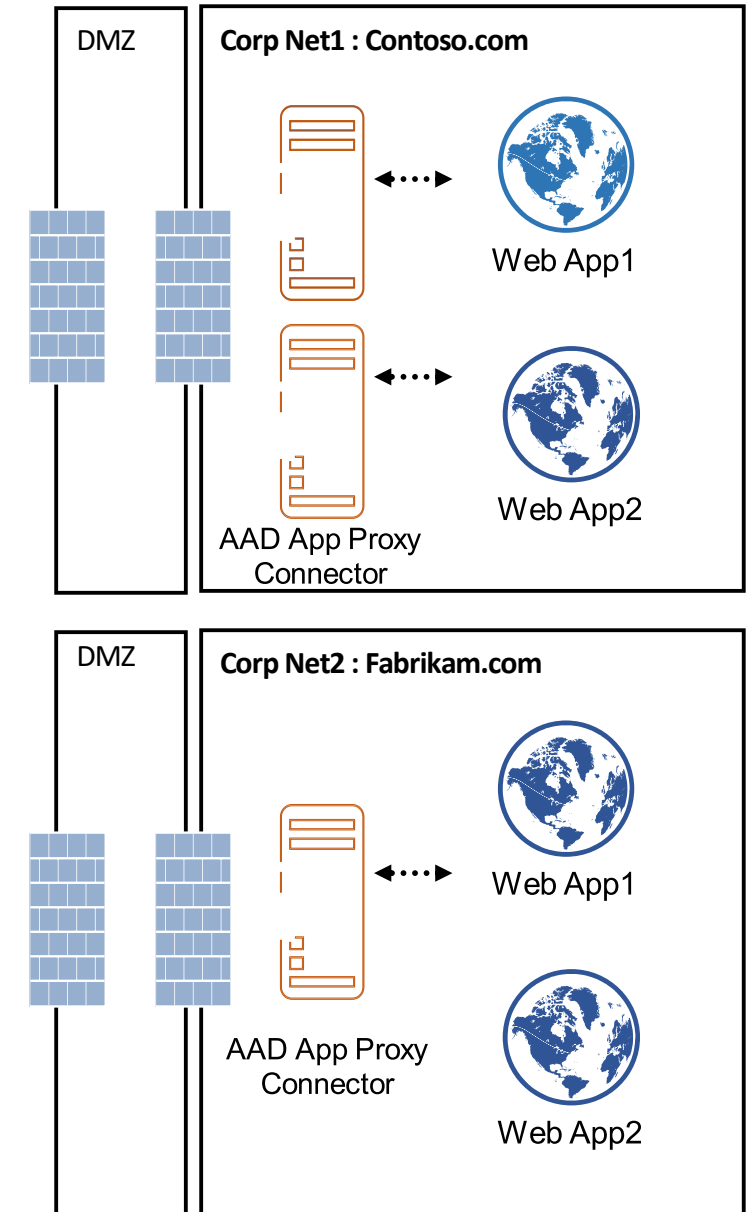 DMZ
Corp Net1 : Contoso.com
Web App1
Web App2
AAD App Proxy
Connector
DMZ
Corp Net2 : Fabrikam.com
Web App1
AAD App Proxy
Connector
Web App2